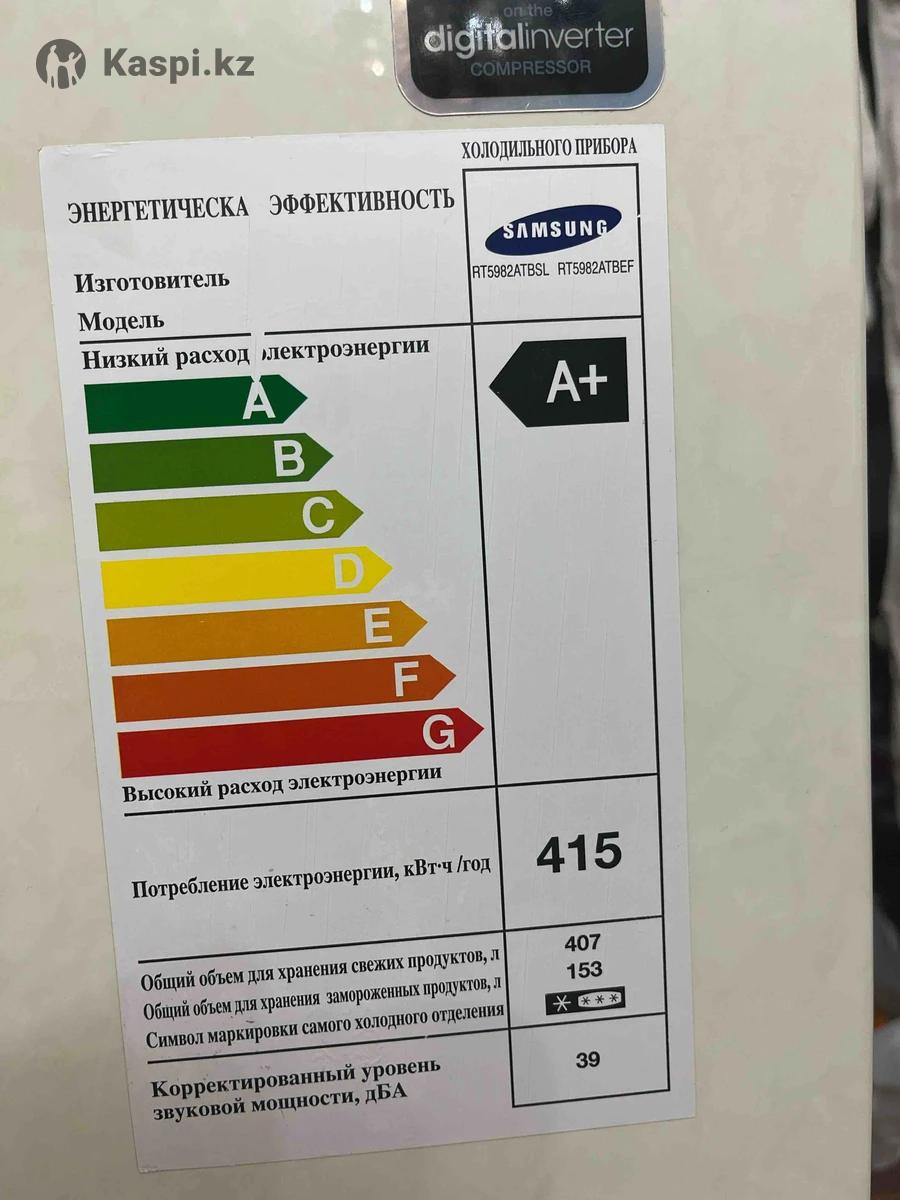 Kaspi.kz
on the
digitalinverter
COMPRESSOR
ХОЛОДИЛЬНОГО ПРИБОРА
ЭНЕРГЕТИЧЕСКА ЭФФЕКТИВНОСТЬ
SAMSUNG
RT5982ATBSL RT5982ATBEF
Изготовитель
Модель
Низкий расход электроэнергии
A+
A
B
C
D
E
F
G
Высокий расход электроэнергии
Потребление электроэнергии, кВт·ч /год
415
Общий объем для хранения свежих продуктов, л
407
Общий объем для хранения замороженных продуктов, л
153
Символ маркировки самого холодного отделения
Корректированный уровень
звуковой мощности, дБА
39